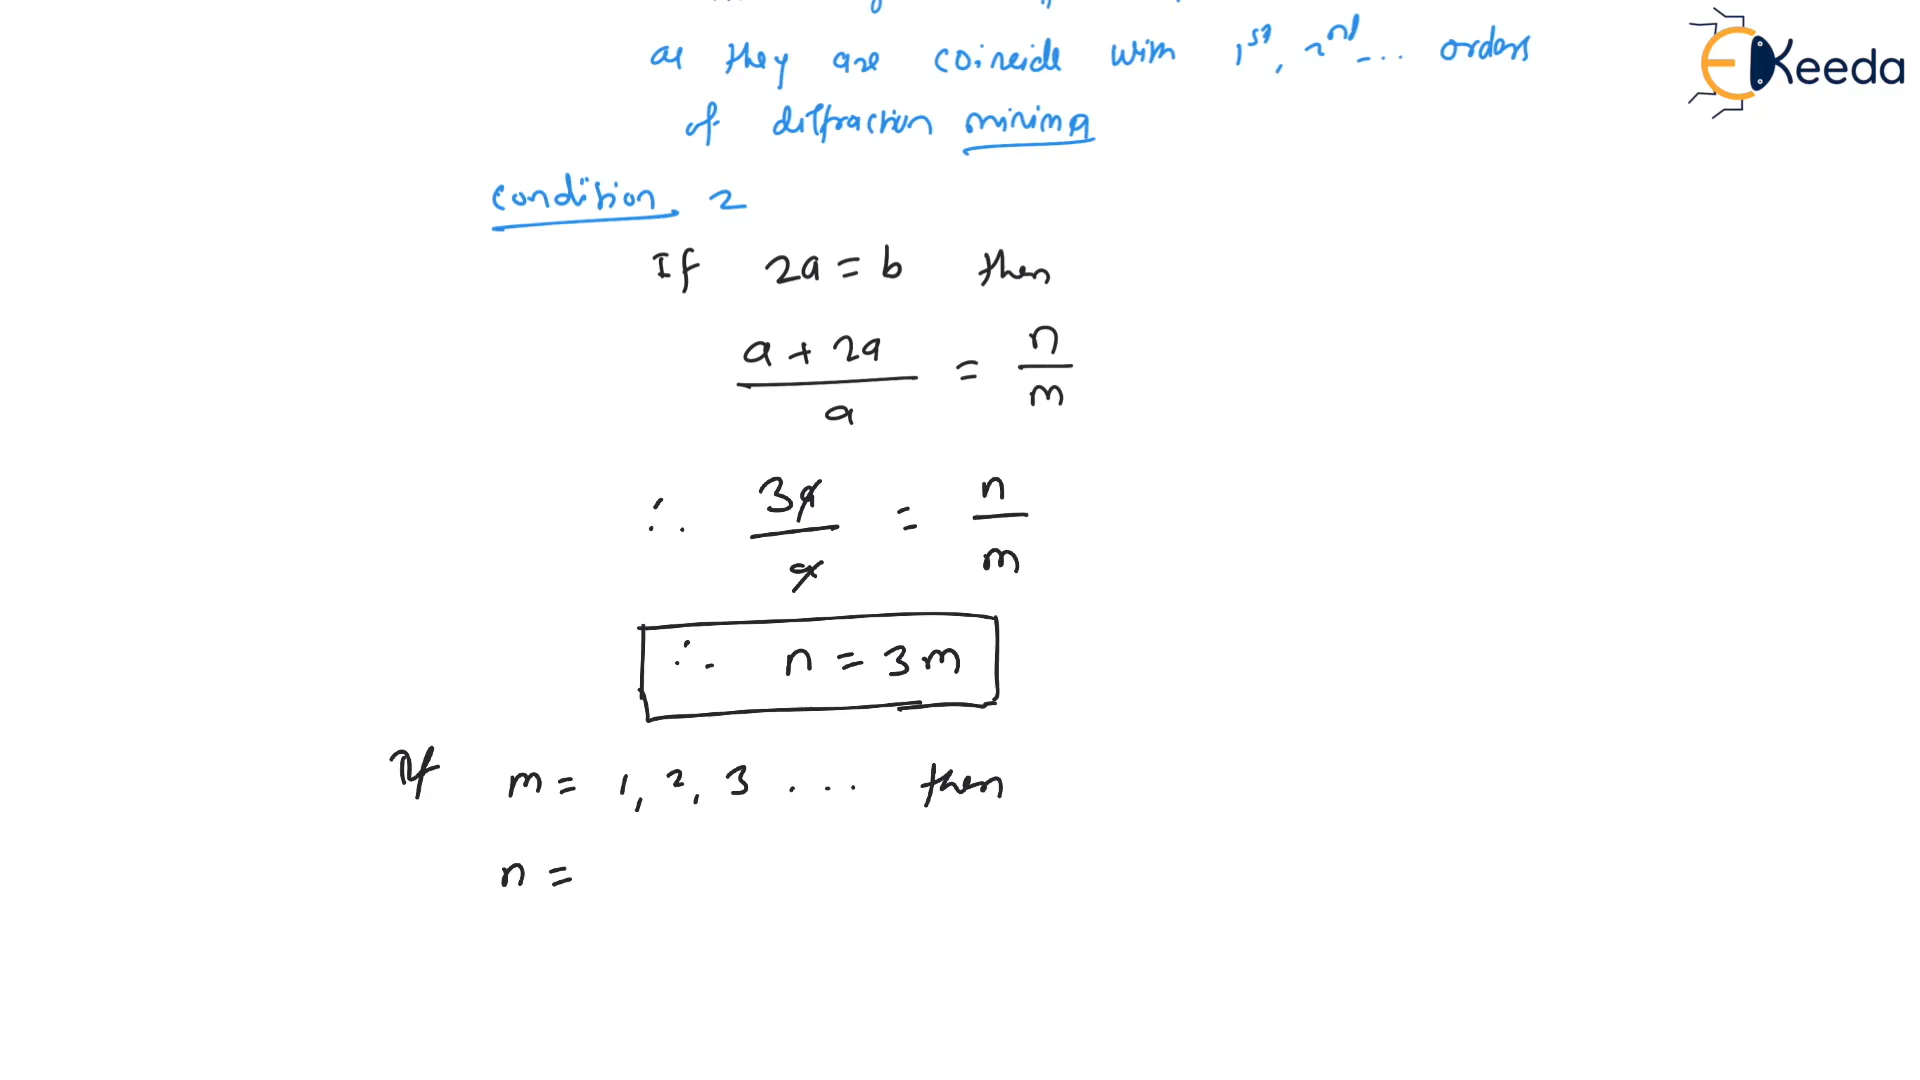 as they are coincide with 1st, 2nd ... orders
EKeeda
of diffraction minima
condition 2
If 2a = b then
a + 2a / a = n / m
∴ 3a / a = n / m
∴ n = 3m
If m = 1, 2, 3 .... then
n =